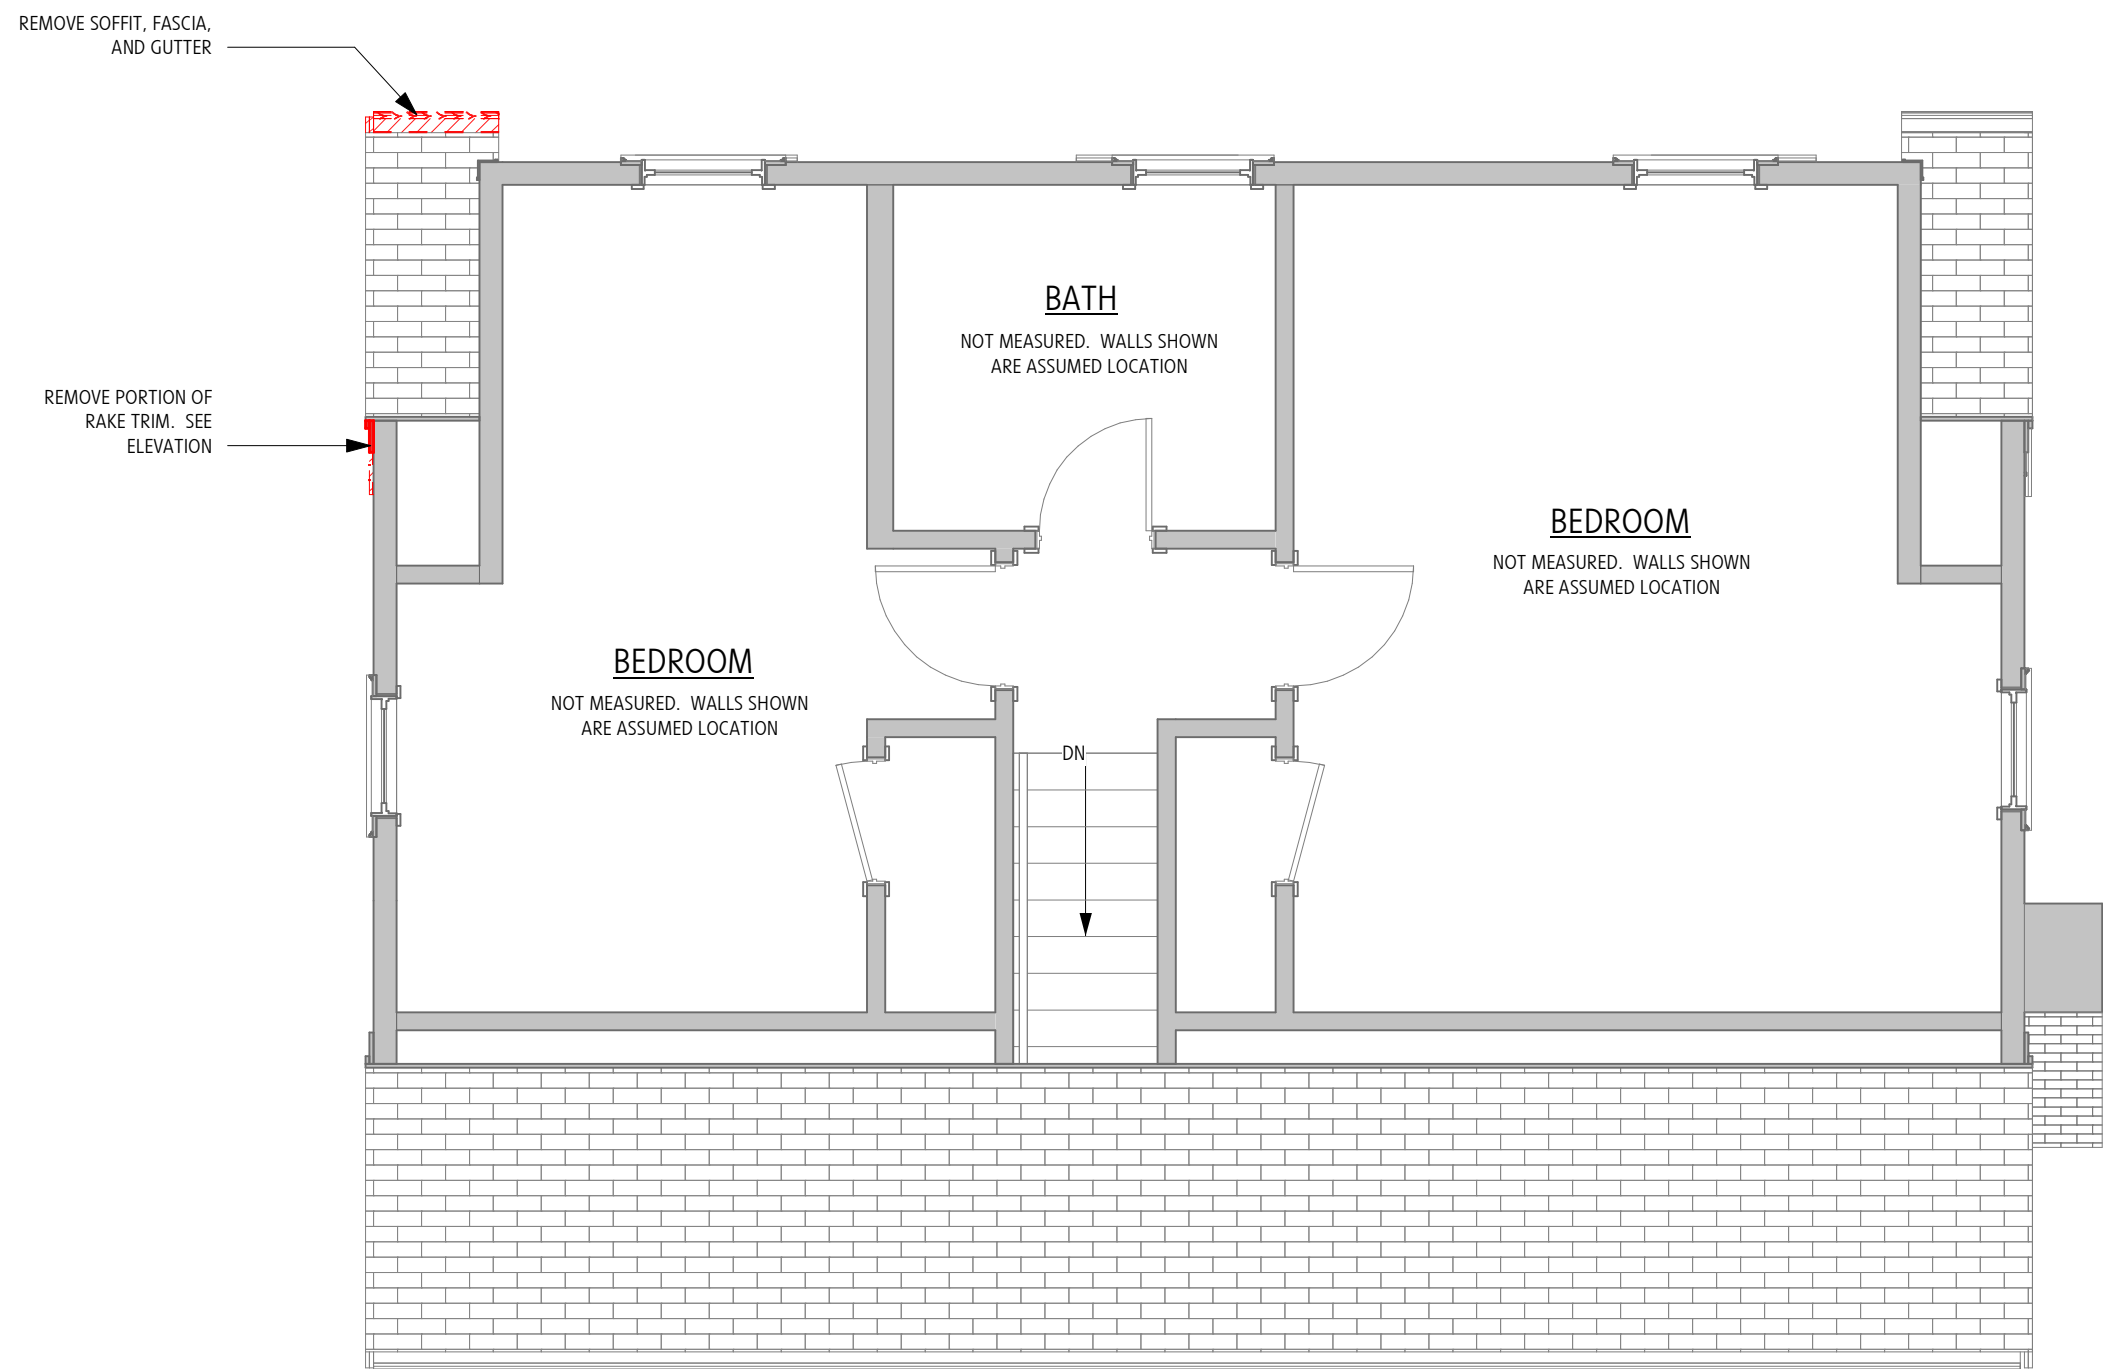 REMOVE SOFFIT, FASCIA,
AND GUTTER
BATH
NOT MEASURED. WALLS SHOWN
ARE ASSUMED LOCATION
REMOVE PORTION OF
RAKE TRIM. SEE
ELEVATION
BEDROOM
NOT MEASURED. WALLS SHOWN
ARE ASSUMED LOCATION
BEDROOM
NOT MEASURED. WALLS SHOWN
ARE ASSUMED LOCATION
DN